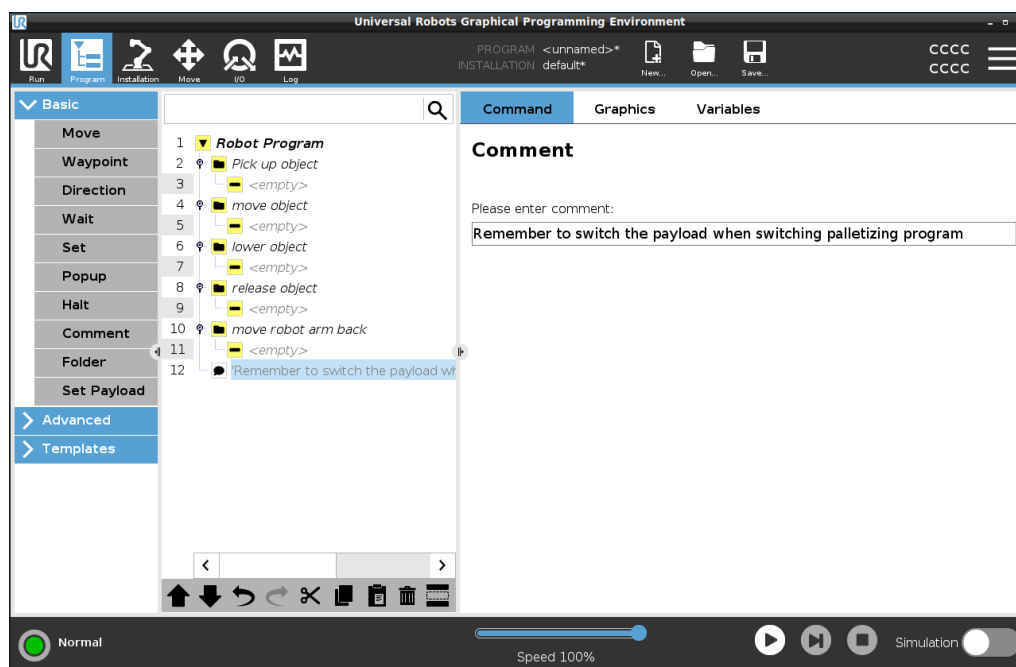 UR
Universal Robots Graphical Programming Environment
Run
Program
Installation
Move
I/O
Log
PROGRAM <unnamed>*
INSTALLATION default*
New...
Open...
Save...
CCCC
CCCC
Basic
Move
Waypoint
Direction
Wait
Set
Popup
Halt
Comment
Folder
Set Payload
Advanced
Templates
1 Robot Program
2 Pick up object
3 <empty>
4 move object
5 <empty>
6 lower object
7 <empty>
8 release object
9 <empty>
10 move robot arm back
11 <empty>
12 'Remember to switch the payload wh
Command Graphics Variables
Comment
Please enter comment:
Remember to switch the payload when switching palletizing program
Normal
Speed 100%
Simulation